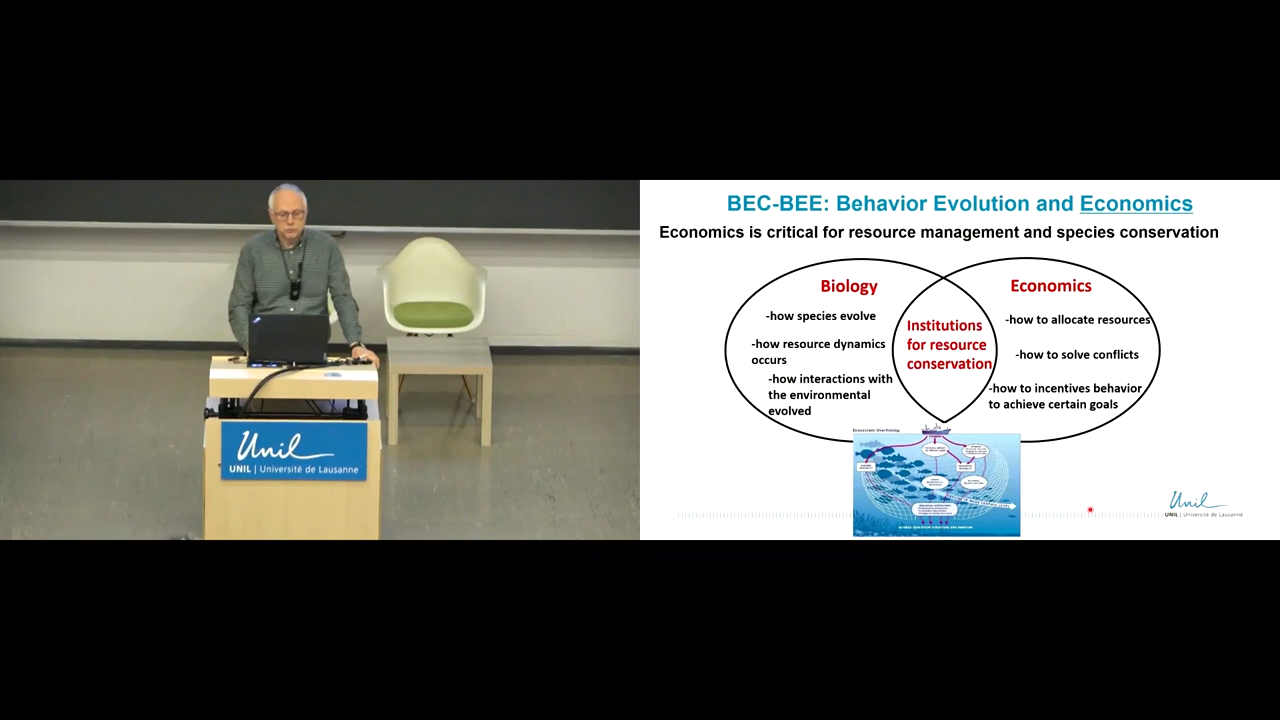 Unil
UNIL | Université de Lausanne
BEC-BEE: Behavior Evolution and Economics
Economics is critical for resource management and species conservation
Biology
-how species evolve
-how resource dynamics
occurs
-how interactions with
the environmental
evolved
Institutions
for resource
conservation
Economics
-how to allocate resources
-how to solve conflicts
-how to incentives behavior
to achieve certain goals
Ecosystem Overfishing
Unil
UNIL | Université de Lausanne